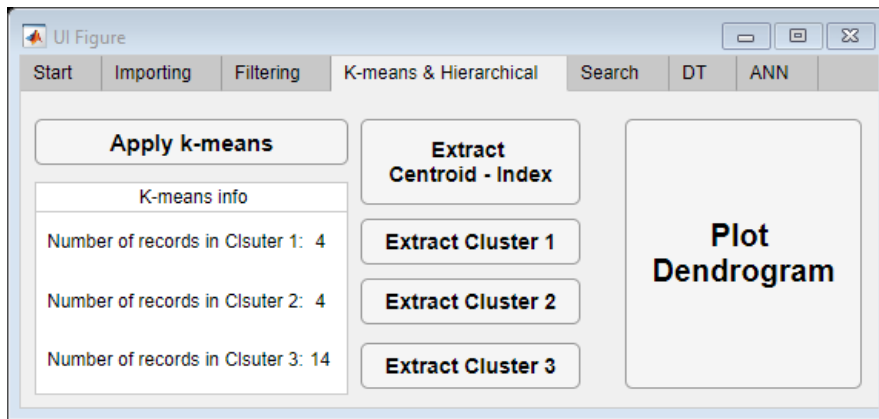 UI Figure
Start Importing Filtering K-means & Hierarchical Search DT ANN
Apply k-means
K-means info
Number of records in Clsuter 1: 4
Number of records in Clsuter 2: 4
Number of records in Clsuter 3: 14
Extract
Centroid - Index
Extract Cluster 1
Extract Cluster 2
Extract Cluster 3
Plot
Dendrogram